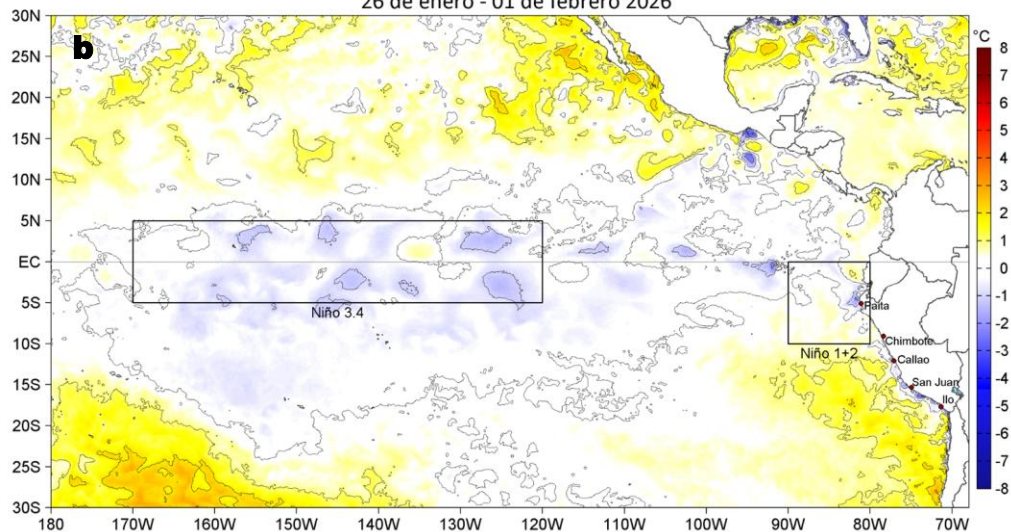 26 de enero - 01 de febrero 2026
b
°C
30N
25N
20N
15N
10N
5N
EC
5S
10S
15S
20S
25S
30S
Niño 3.4
Niño 1+2
Paita
Chimbote
Callao
San Juan
Ilo
8
7
6
5
4
3
2
1
0
-1
-2
-3
-4
-5
-6
-7
-8
180 170W 160W 150W 140W 130W 120W 110W 100W 90W 80W 70W